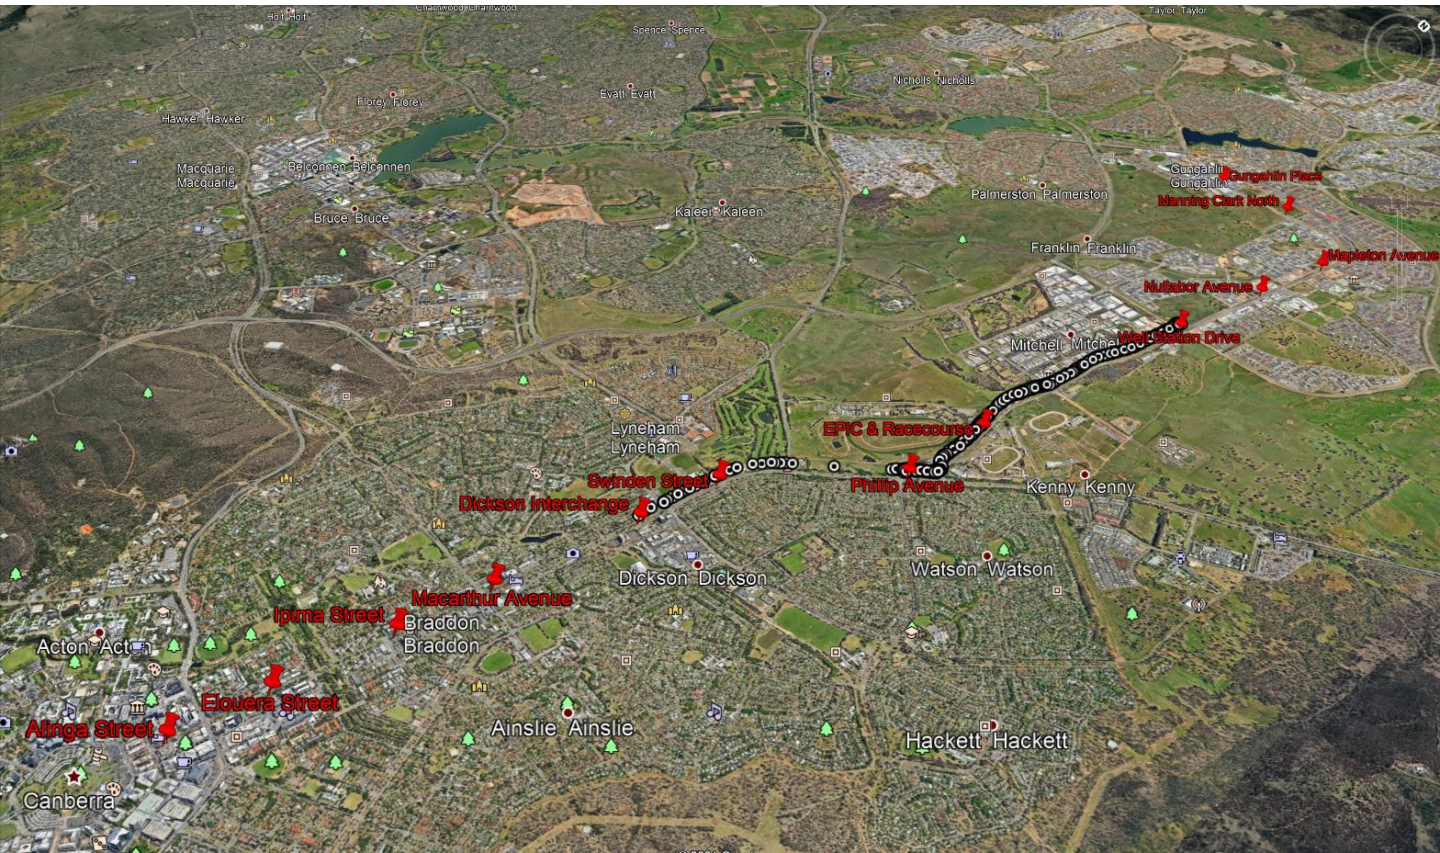 Holt Holt
Charnwood Charnwood
Taylor Taylor
Spence Spence
Nicholls Nicholls
Evatt Evatt
Florey Florey
Hawker Hawker
Belconnen Belconnen
Macquarie
Macquarie
Gungahlin
Gungahlin
Gungahlin Place
Palmerston Palmerston
Manning Clark North
Bruce Bruce
Kaleen Kaleen
Franklin Franklin
Mapleton Avenue
Nullabor Avenue
Mitchell Mitchell
Well Station Drive
Lyneham
Lyneham
EPIC & Racecourse
Swinden Street
Phillip Avenue
Kenny Kenny
Dickson Interchange
Dickson Dickson
Watson Watson
Macarthur Avenue
Ipima Street
Braddon
Braddon
Acton Acton
Elouera Street
Alinga Street
Ainslie Ainslie
Hackett Hackett
Canberra